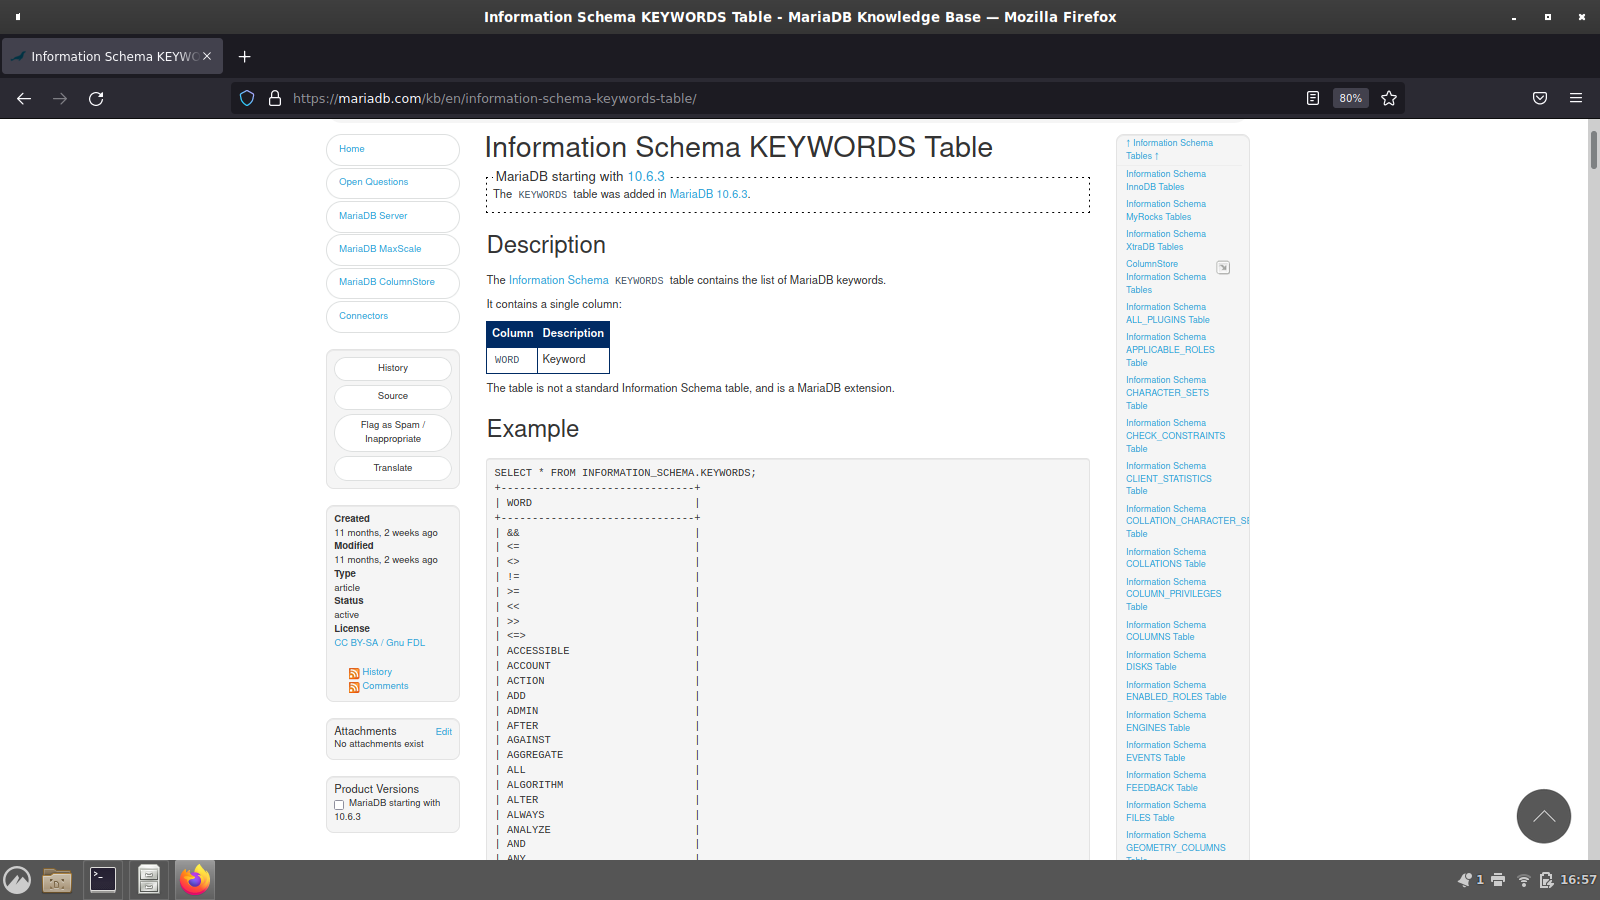 Information Schema KEYWORDS Table - MariaDB Knowledge Base — Mozilla Firefox
Information Schema KEYW
https://mariadb.com/kb/en/information-schema-keywords-table/
80%
Home
Open Questions
MariaDB Server
MariaDB MaxScale
MariaDB ColumnStore
Connectors
History
Source
Flag as Spam /
Inappropriate
Translate
Created
11 months, 2 weeks ago
Modified
11 months, 2 weeks ago
Type
article
Status
active
License
CC BY-SA / Gnu FDL
History
Comments
Attachments Edit
No attachments exist
Product Versions
MariaDB starting with
10.6.3
Information Schema KEYWORDS Table
MariaDB starting with 10.6.3
The KEYWORDS table was added in MariaDB 10.6.3.
Description
The Information Schema KEYWORDS table contains the list of MariaDB keywords.
It contains a single column:
Column Description
WORD Keyword
The table is not a standard Information Schema table, and is a MariaDB extension.
Example
SELECT * FROM INFORMATION_SCHEMA.KEYWORDS;
+-------------------------------+
| WORD |
+-------------------------------+
| && |
| <= |
| <> |
| != |
| >= |
| << |
| >> |
| <=> |
| ACCESSIBLE |
| ACCOUNT |
| ACTION |
| ADD |
| ADMIN |
| AFTER |
| AGAINST |
| AGGREGATE |
| ALL |
| ALGORITHM |
| ALTER |
| ALWAYS |
| ANALYZE |
| AND |
| ANY |
↑ Information Schema
Tables ↑
Information Schema
InnoDB Tables
Information Schema
MyRocks Tables
Information Schema
XtraDB Tables
ColumnStore
Information Schema
Tables
Information Schema
ALL_PLUGINS Table
Information Schema
APPLICABLE_ROLES
Table
Information Schema
CHARACTER_SETS
Table
Information Schema
CHECK_CONSTRAINTS
Table
Information Schema
CLIENT_STATISTICS
Table
Information Schema
COLLATION_CHARACTER_SE
Table
Information Schema
COLLATIONS Table
Information Schema
COLUMN_PRIVILEGES
Table
Information Schema
COLUMNS Table
Information Schema
DISKS Table
Information Schema
ENABLED_ROLES Table
Information Schema
ENGINES Table
Information Schema
EVENTS Table
Information Schema
FEEDBACK Table
Information Schema
FILES Table
Information Schema
GEOMETRY_COLUMNS
1
16:57